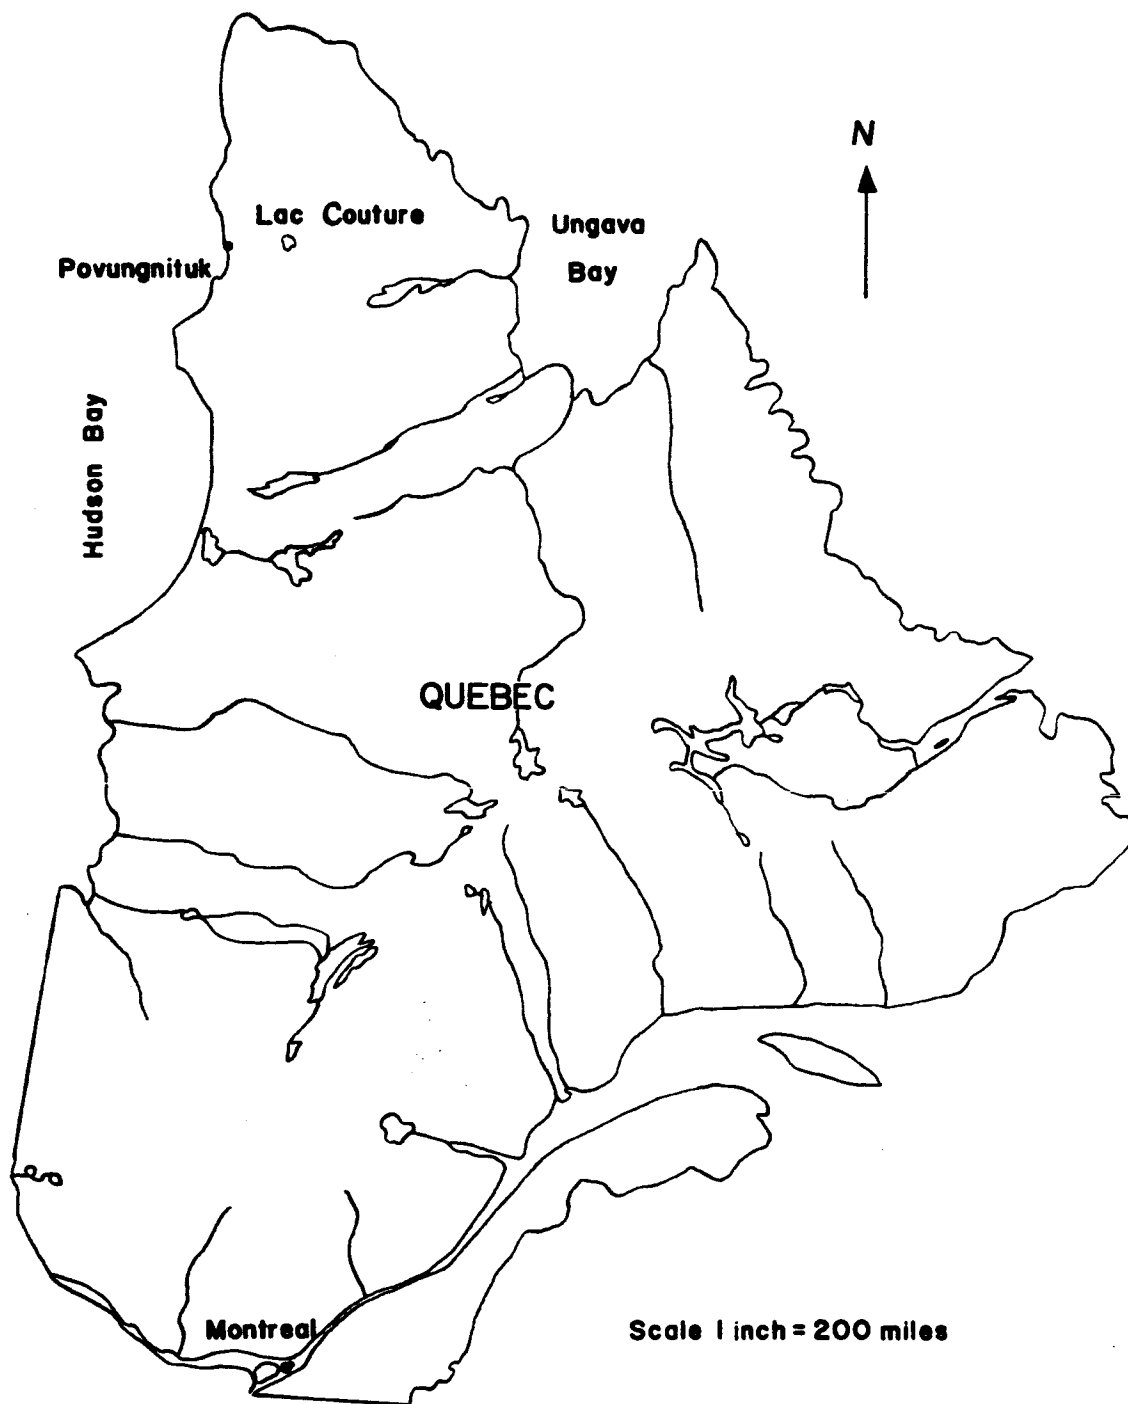 N
Lac Couture
Ungava
Bay
Povungnituk
Hudson Bay
QUEBEC
Montreal
Scale 1 inch = 200 miles